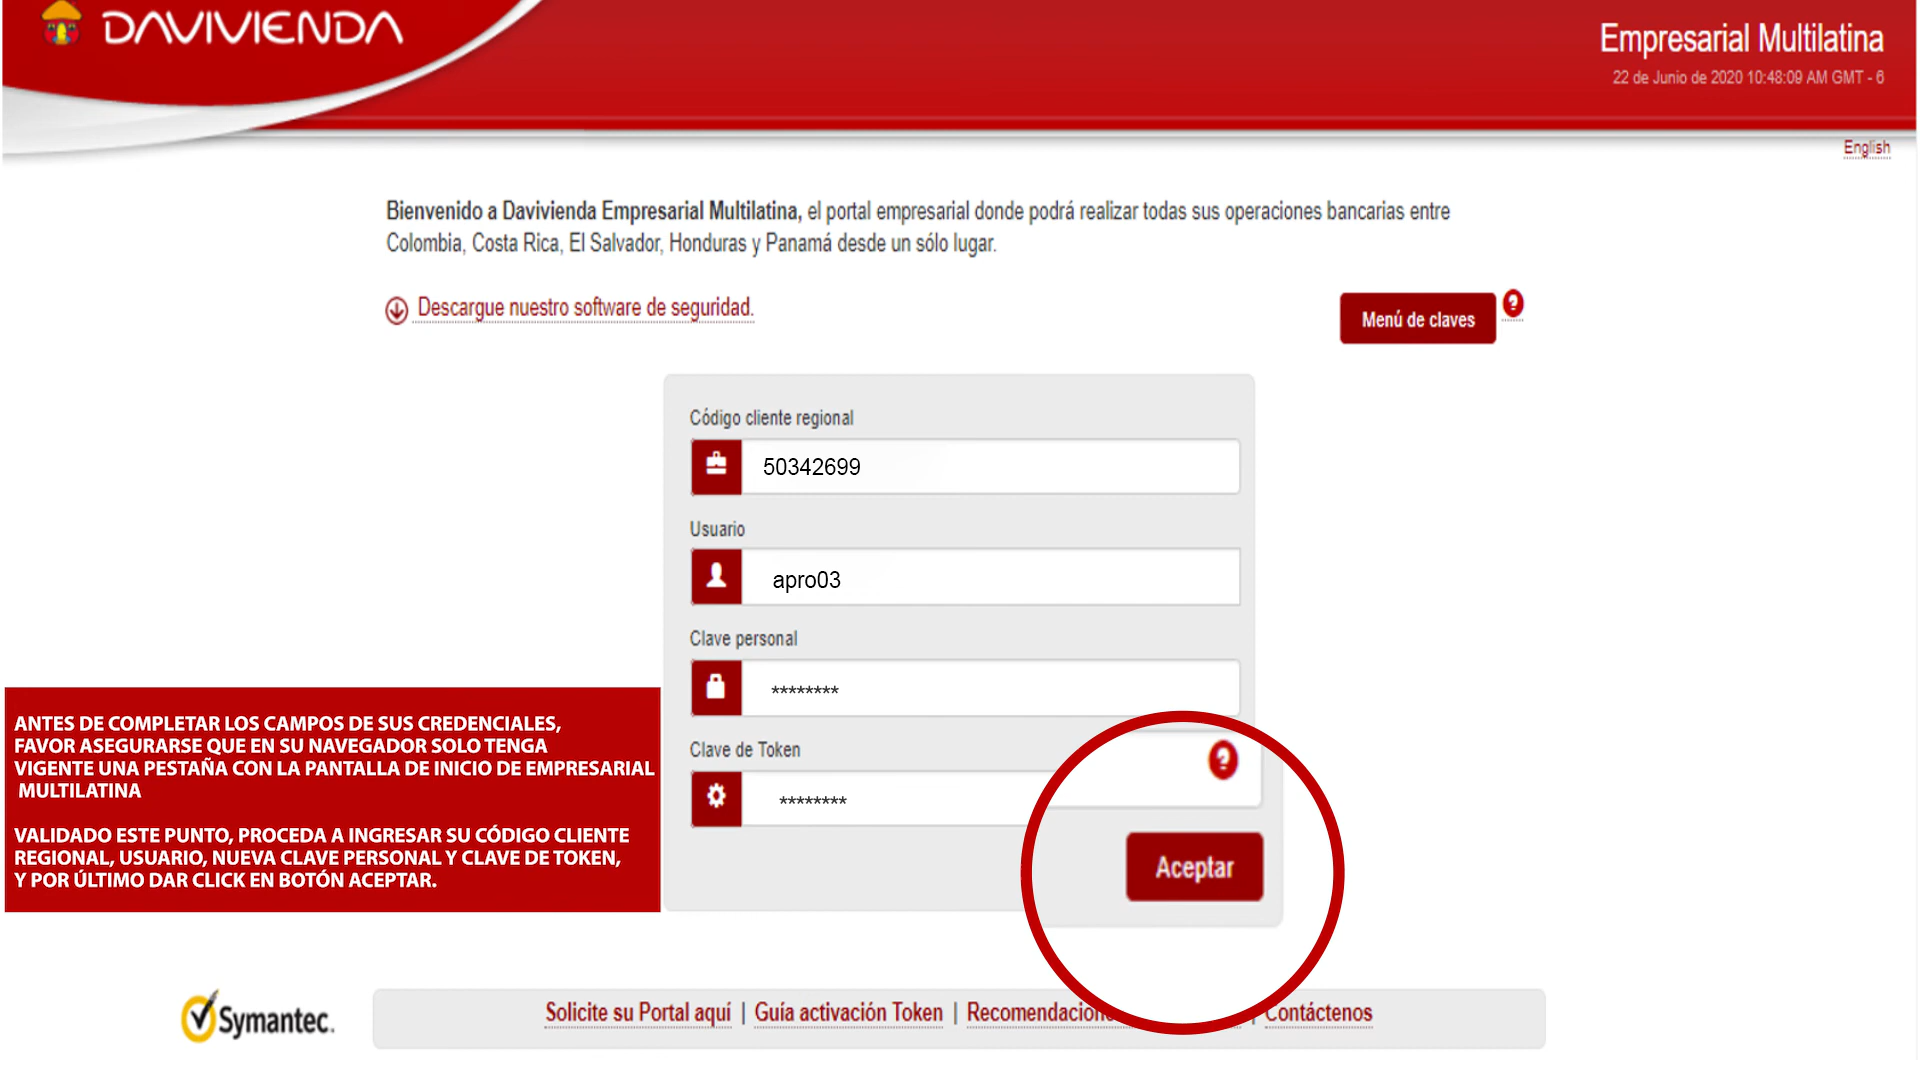 DAVIVIENDA
Empresarial Multilatina
22 de Junio de 2020 10:48:09 AM GMT - 6
English
Bienvenido a Davivienda Empresarial Multilatina, el portal empresarial donde podrá realizar todas sus operaciones bancarias entre
Colombia, Costa Rica, El Salvador, Honduras y Panamá desde un sólo lugar.
Descargue nuestro software de seguridad.
Menú de claves
?
Código cliente regional
50342699
Usuario
apro03
Clave personal
********
Clave de Token
?
********
Aceptar
ANTES DE COMPLETAR LOS CAMPOS DE SUS CREDENCIALES,
FAVOR ASEGURARSE QUE EN SU NAVEGADOR SOLO TENGA
VIGENTE UNA PESTAÑA CON LA PANTALLA DE INICIO DE EMPRESARIAL
MULTILATINA
VALIDADO ESTE PUNTO, PROCEDA A INGRESAR SU CÓDIGO CLIENTE
REGIONAL, USUARIO, NUEVA CLAVE PERSONAL Y CLAVE DE TOKEN,
Y POR ÚLTIMO DAR CLICK EN BOTÓN ACEPTAR.
Symantec.
Solicite su Portal aquí | Guía activación Token | | Contáctenos